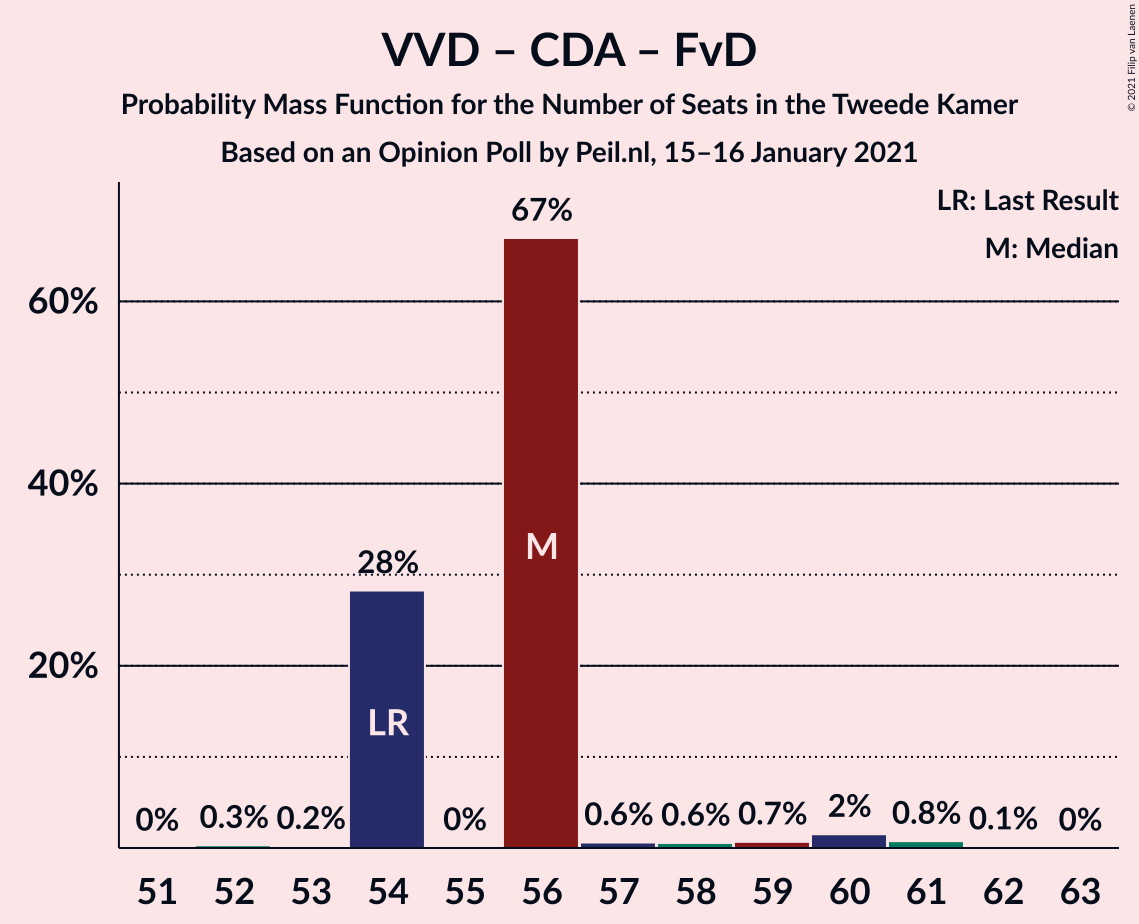 VVD – CDA – FvD
Probability Mass Function for the Number of Seats in the Tweede Kamer
Based on an Opinion Poll by Peil.nl, 15–16 January 2021
© 2021 Filip van Laenen
LR: Last Result
M: Median
67%
60%
40%
28%
M
20%
LR
0% 0.3% 0.2% 0% 0.6% 0.6% 0.7% 2% 0.8% 0.1% 0%
51 52 53 54 55 56 57 58 59 60 61 62 63